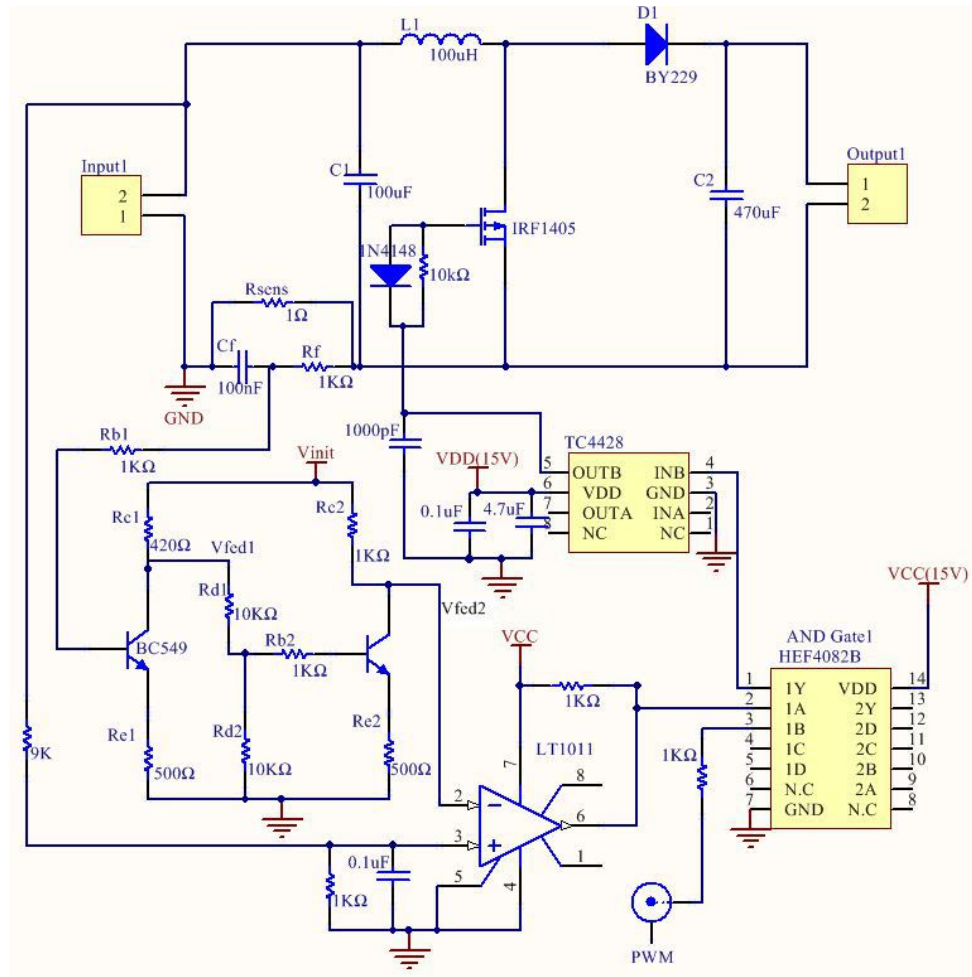 L1
100uH
D1
BY229
Input1
2
1
C1
100uF
C2
470uF
Output1
1
2
IRF1405
1N4148
10kΩ
Rsens
1Ω
Cf
100nF
Rf
1KΩ
GND
Rb1
1KΩ
Vinit
1000pF
VDD(15V)
0.1uF
4.7uF
TC4428
5 OUTB INB 4
6 VDD GND 3
7 OUTA INA 2
8 NC NC 1
Rc1
420Ω
Rc2
1KΩ
Vfed1
Rd1
10KΩ
Vfed2
BC549
Rb2
1KΩ
Re1
500Ω
Rd2
10KΩ
Re2
500Ω
9K
VCC
1KΩ
LT1011
7
8
2
6
3
1
5
4
0.1uF
1KΩ
VCC(15V)
AND Gate1
HEF4082B
1 1Y VDD 14
2 1A 2Y 13
3 1B 2D 12
4 1C 2C 11
5 1D 2B 10
6 N.C 2A 9
7 GND N.C 8
1KΩ
PWM